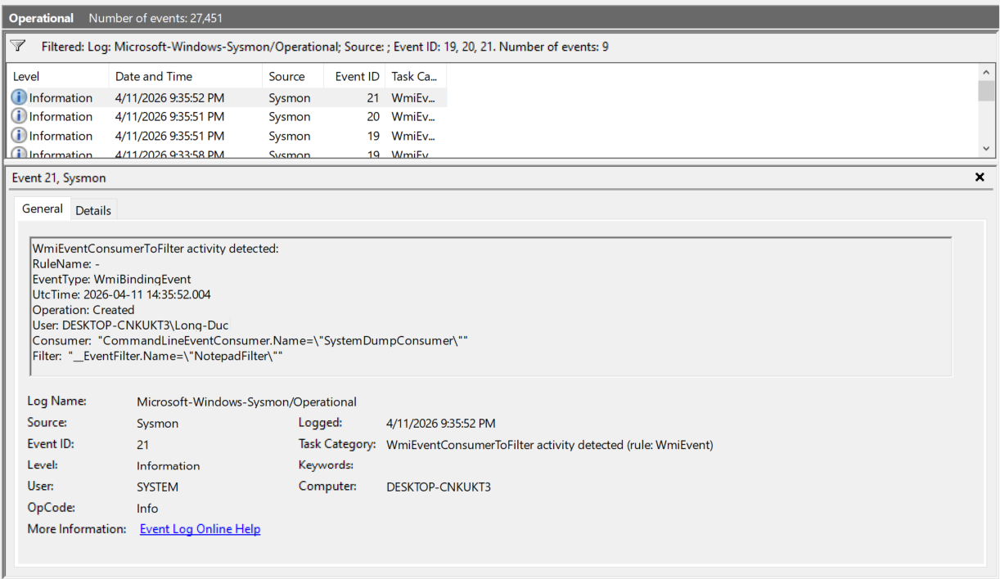 Operational Number of events: 27,451
Filtered: Log: Microsoft-Windows-Sysmon/Operational; Source: ; Event ID: 19, 20, 21. Number of events: 9
Level Date and Time Source Event ID Task Ca...
Information 4/11/2026 9:35:52 PM Sysmon 21 WmiEv...
Information 4/11/2026 9:35:51 PM Sysmon 20 WmiEv...
Information 4/11/2026 9:35:51 PM Sysmon 19 WmiEv...
Information 4/11/2026 9:33:58 PM Sysmon 19 WmiEv...
Event 21, Sysmon
General Details
WmiEventConsumerToFilter activity detected:
RuleName: -
EventType: WmiBindingEvent
UtcTime: 2026-04-11 14:35:52.004
Operation: Created
User: DESKTOP-CNKUKT3\Long-Duc
Consumer: "CommandLineEventConsumer.Name=\"SystemDumpConsumer\""
Filter: "__EventFilter.Name=\"NotepadFilter\""
Log Name: Microsoft-Windows-Sysmon/Operational
Source: Sysmon Logged: 4/11/2026 9:35:52 PM
Event ID: 21 Task Category: WmiEventConsumerToFilter activity detected (rule: WmiEvent)
Level: Information Keywords:
User: SYSTEM Computer: DESKTOP-CNKUKT3
OpCode: Info
More Information: Event Log Online Help